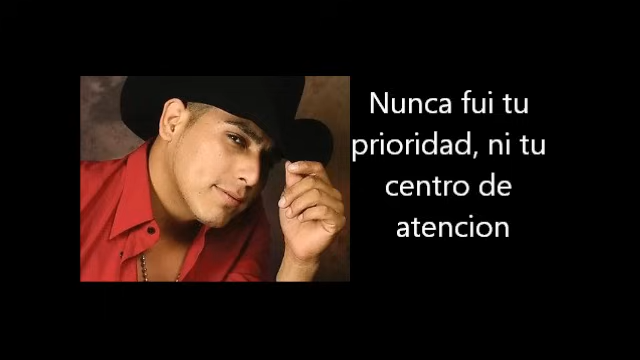 Nunca fui tu
prioridad, ni tu
centro de
atencion